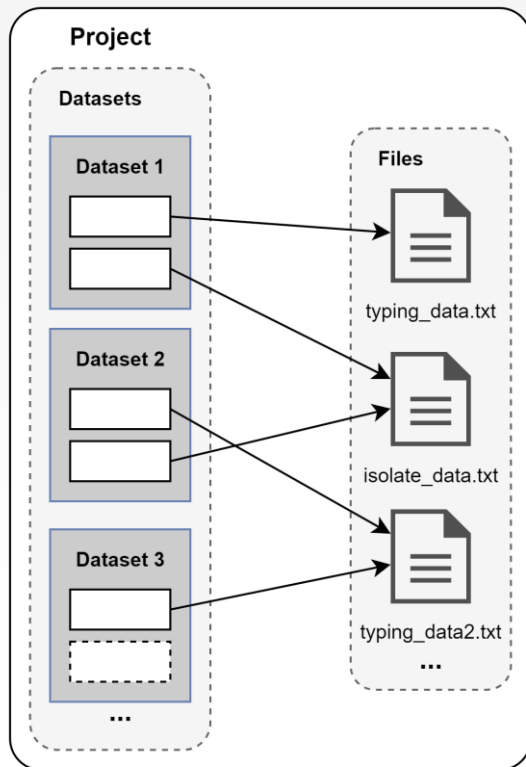 Project
Datasets
Dataset 1
Dataset 2
Dataset 3
...
Files
typing_data.txt
isolate_data.txt
typing_data2.txt
...